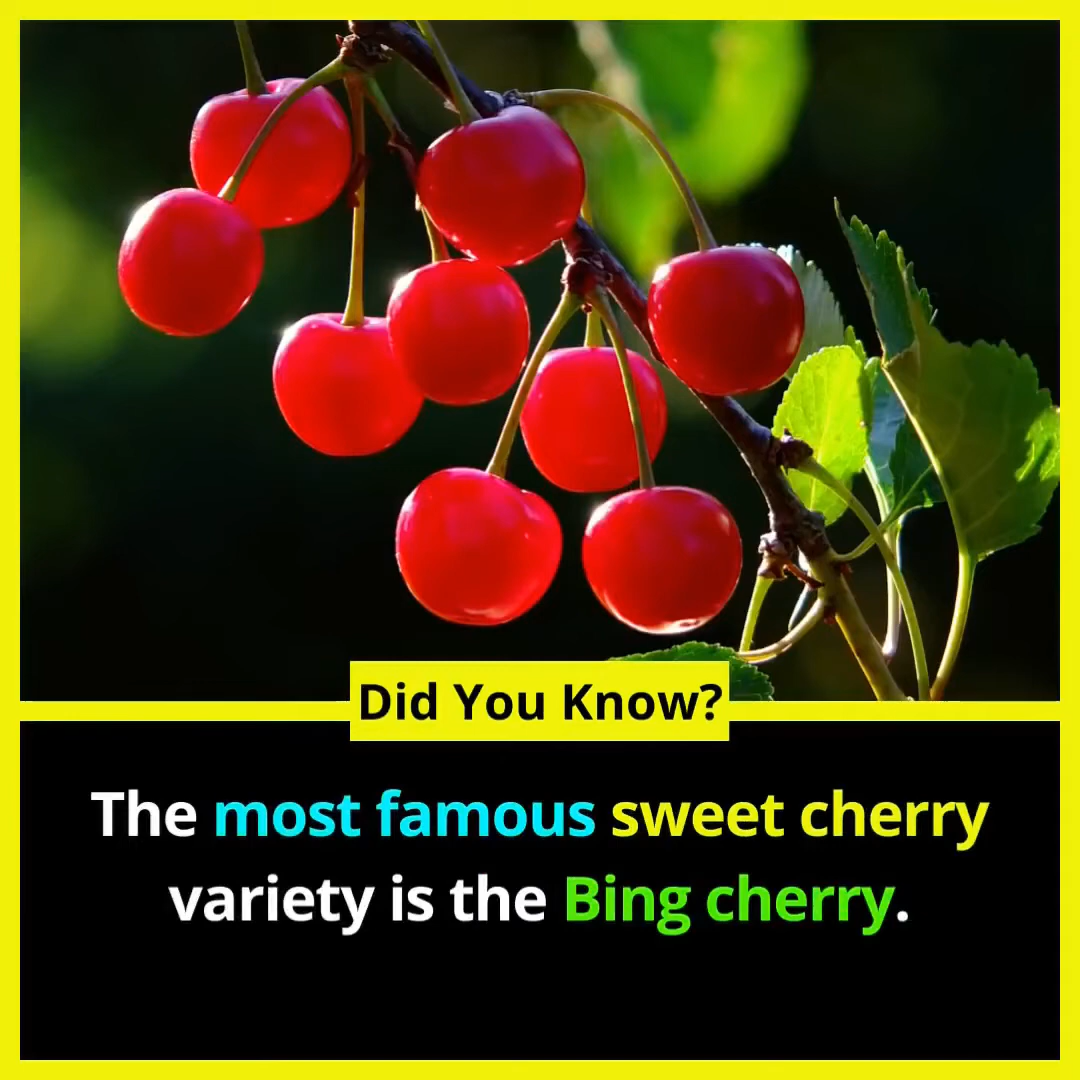 Did You Know?
The most famous sweet cherry
variety is the Bing cherry.